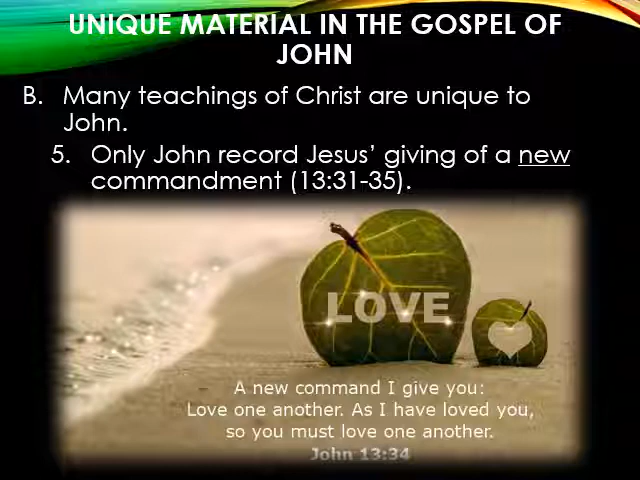 UNIQUE MATERIAL IN THE GOSPEL OF
JOHN
B. Many teachings of Christ are unique to
John.
5. Only John record Jesus’ giving of a new
commandment (13:31-35).
LOVE
A new command I give you:
Love one another. As I have loved you,
so you must love one another.
John 13:34